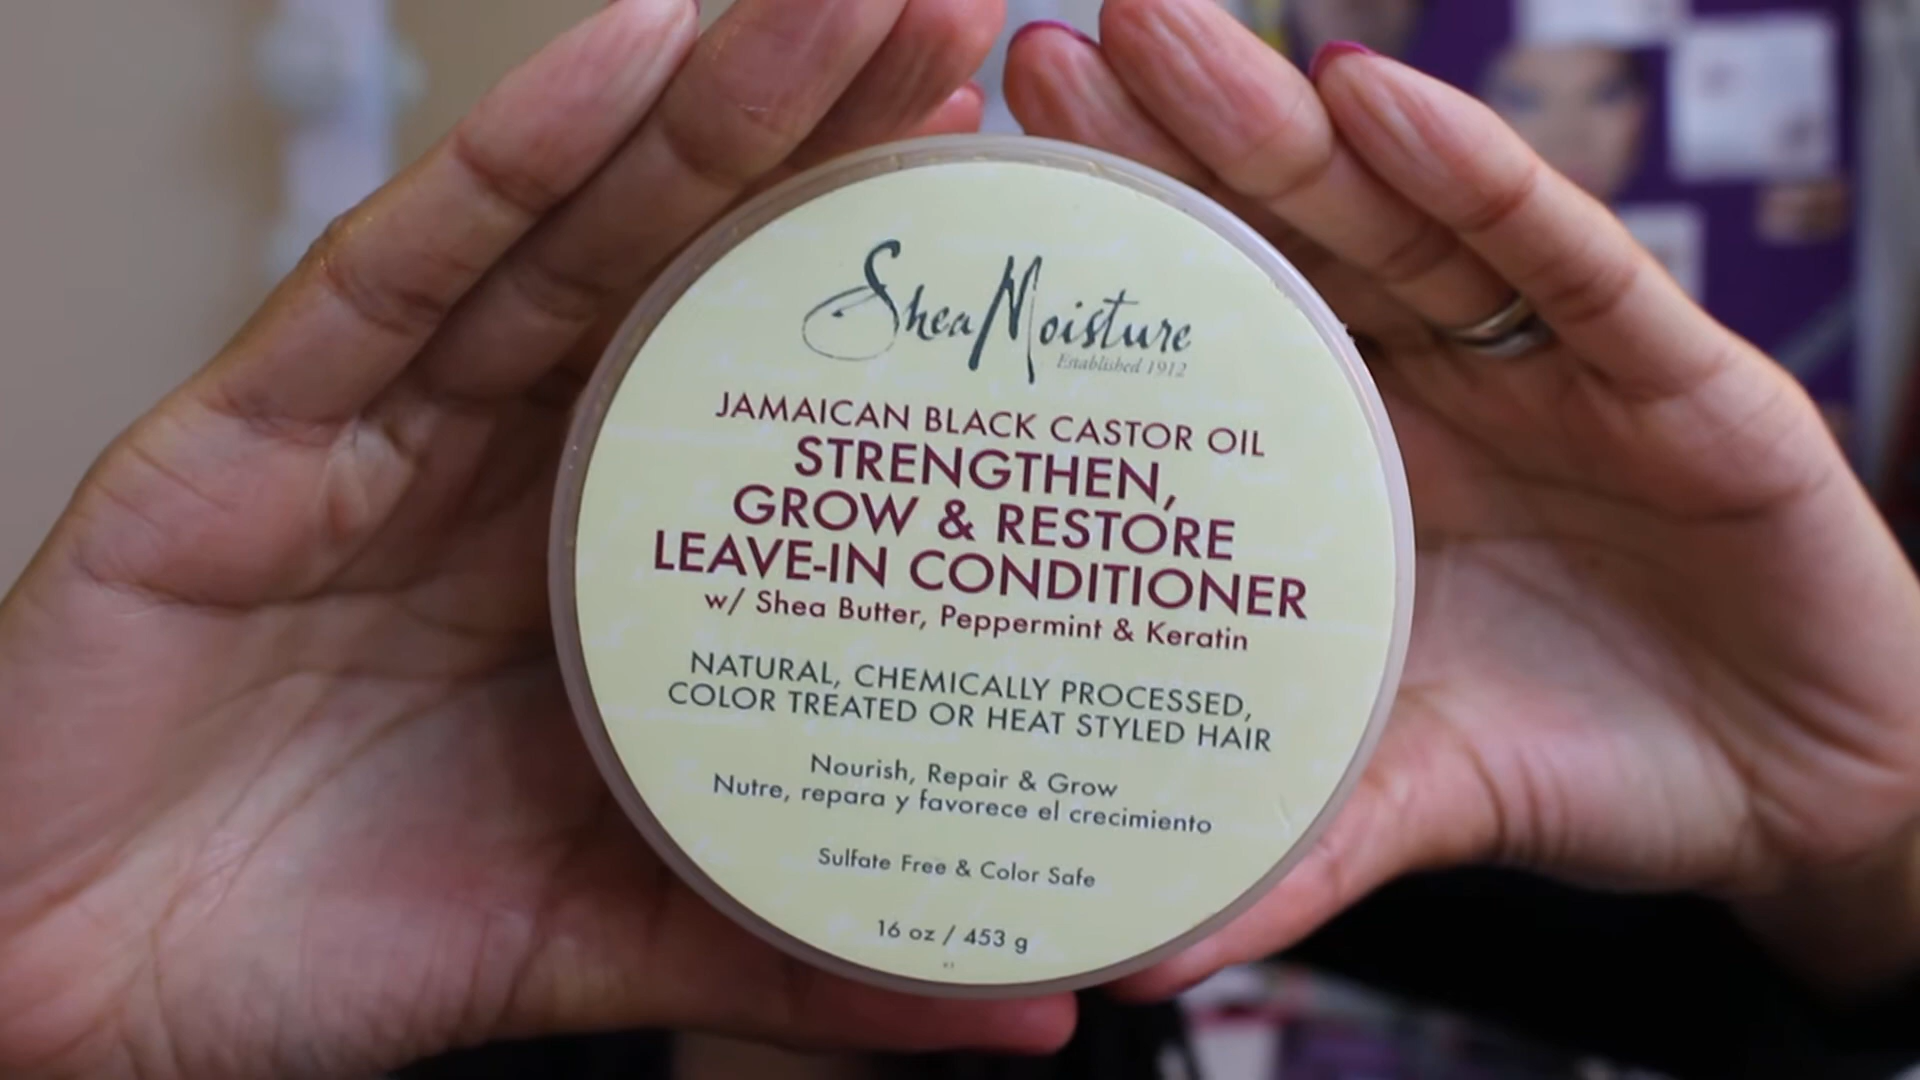 SheaMoisture
Established 1912
JAMAICAN BLACK CASTOR OIL
STRENGTHEN,
GROW & RESTORE
LEAVE-IN CONDITIONER
w/ Shea Butter, Peppermint & Keratin
NATURAL, CHEMICALLY PROCESSED,
COLOR TREATED OR HEAT STYLED HAIR
Nourish, Repair & Grow
Nutre, repara y favorece el crecimiento
Sulfate Free & Color Safe
16 oz / 453 g